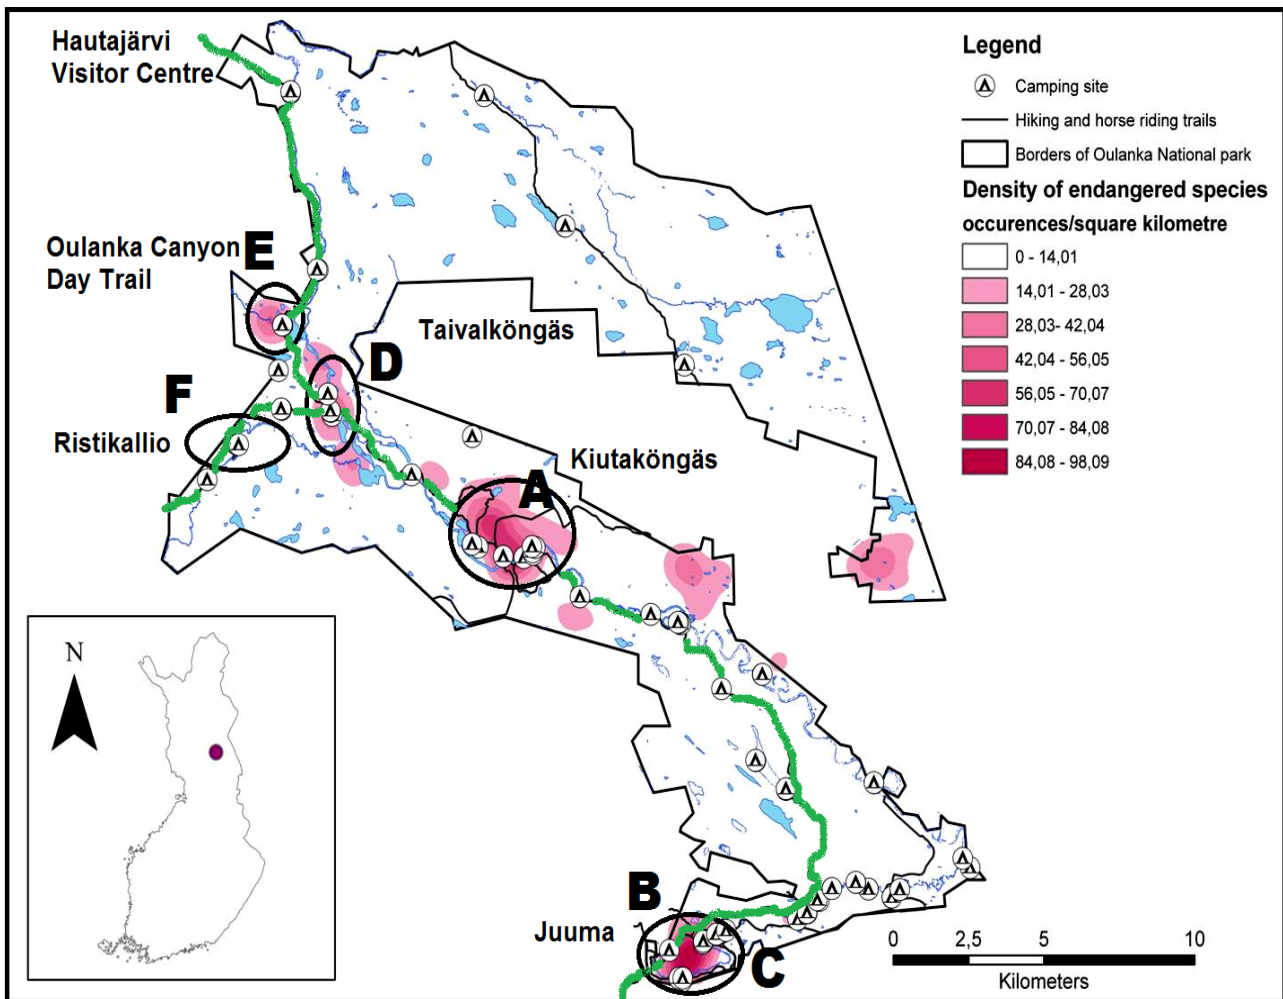 Hautajärvi
Visitor Centre
Oulanka Canyon
Day Trail
E
Taivalköngäs
D
F
Ristikallio
Kiutaköngäs
A
B
Juuma
C
N
Legend
Camping site
Hiking and horse riding trails
Borders of Oulanka National park
Density of endangered species
occurences/square kilometre
0 - 14,01
14,01 - 28,03
28,03- 42,04
42,04 - 56,05
56,05 - 70,07
70,07 - 84,08
84,08 - 98,09
0 2,5 5 10
Kilometers